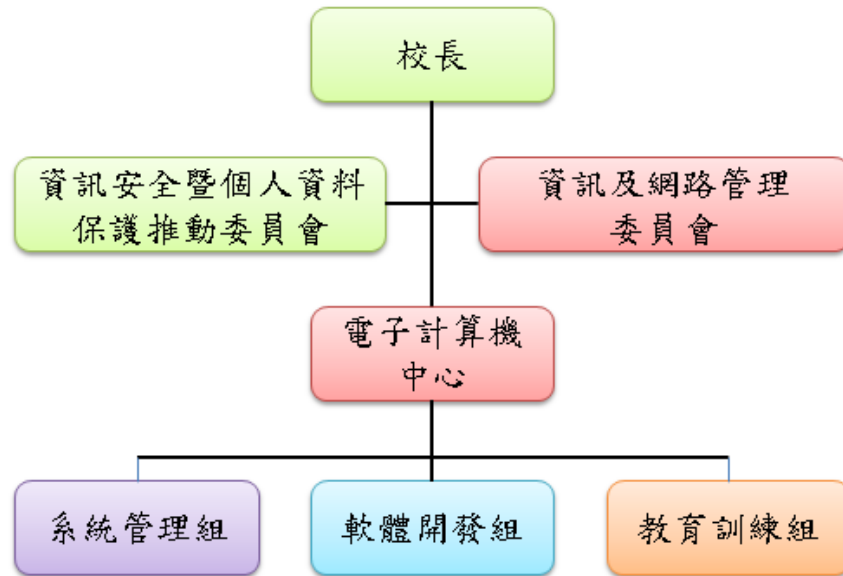 校長
資訊安全暨個人資料
保護推動委員會
資訊及網路管理
委員會
電子計算機
中心
系統管理組
軟體開發組
教育訓練組